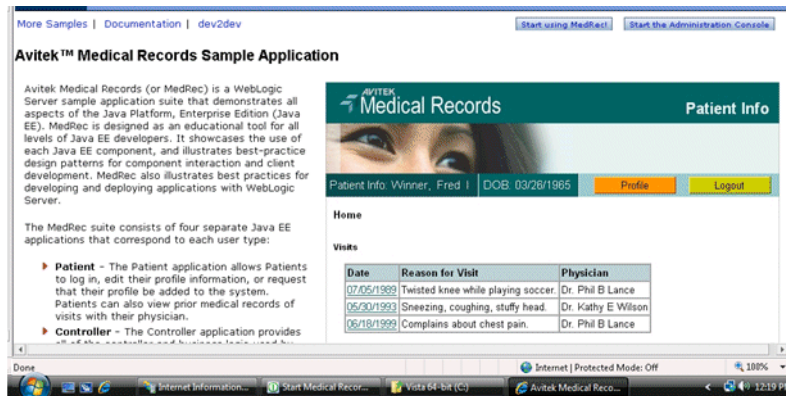 More Samples | Documentation | dev2dev
Start using MedRec!
Start the Administration Console
Avitek™ Medical Records Sample Application
Avitek Medical Records (or MedRec) is a WebLogic
Server sample application suite that demonstrates all
aspects of the Java Platform, Enterprise Edition (Java
EE). MedRec is designed as an educational tool for all
levels of Java EE developers. It showcases the use of
each Java EE component, and illustrates best-practice
design patterns for component interaction and client
development. MedRec also illustrates best practices for
developing and deploying applications with WebLogic
Server.
The MedRec suite consists of four separate Java EE
applications that correspond to each user type:
Patient - The Patient application allows Patients
to log in, edit their profile information, or request
that their profile be added to the system.
Patients can also view prior medical records of
visits with their physician.
Controller - The Controller application provides
all of the controller and business logic used by
AVITEK
Medical Records
Patient Info
Patient Info: Winner, Fred I DOB: 03/26/1965 Profile Logout
Home
Visits
Date Reason for Visit Physician
07/05/1989 Twisted knee while playing soccer. Dr. Phil B Lance
05/30/1993 Sneezing, coughing, stuffy head. Dr. Kathy E Wilson
06/18/1999 Complains about chest pain. Dr. Phil B Lance
Done Internet | Protected Mode: Off 100%
Internet Information... Start Medical Recor... Vista 64-bit (C:) Avitek Medical Reco... 12:19 PM